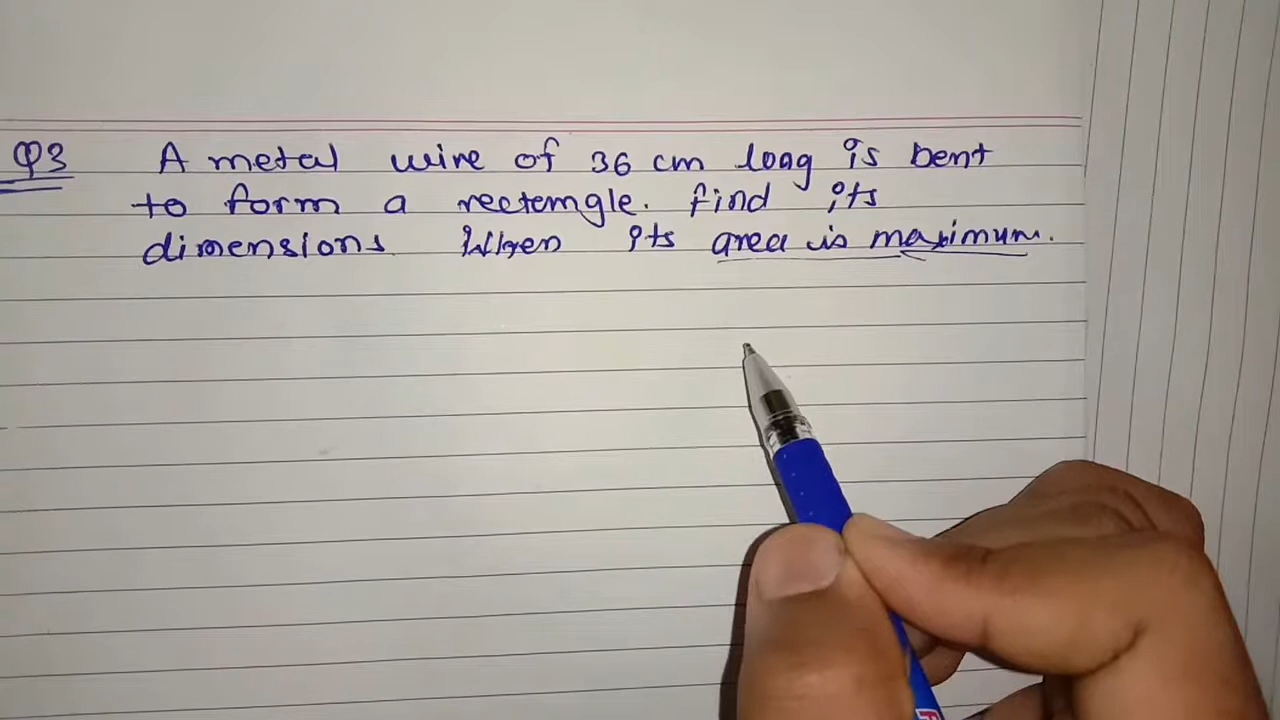 Q3 A metal wire of 36 cm long is bent
to form a rectemgle. find its
dimensions When its area is maximum.